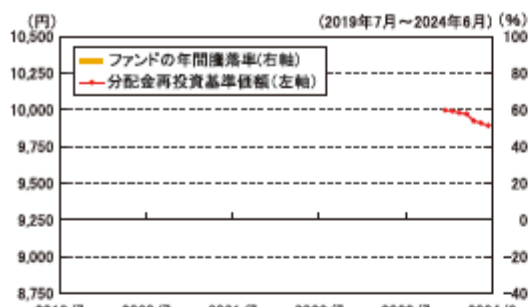 (円)
(2019年7月～2024年6月) (%)
10,500 100
ファンドの年間騰落率(右軸)
分配金再投資基準価額(左軸)
10,250 80
10,000 60
9,750 40
9,500 20
9,250 0
9,000 -20
8,750 -40